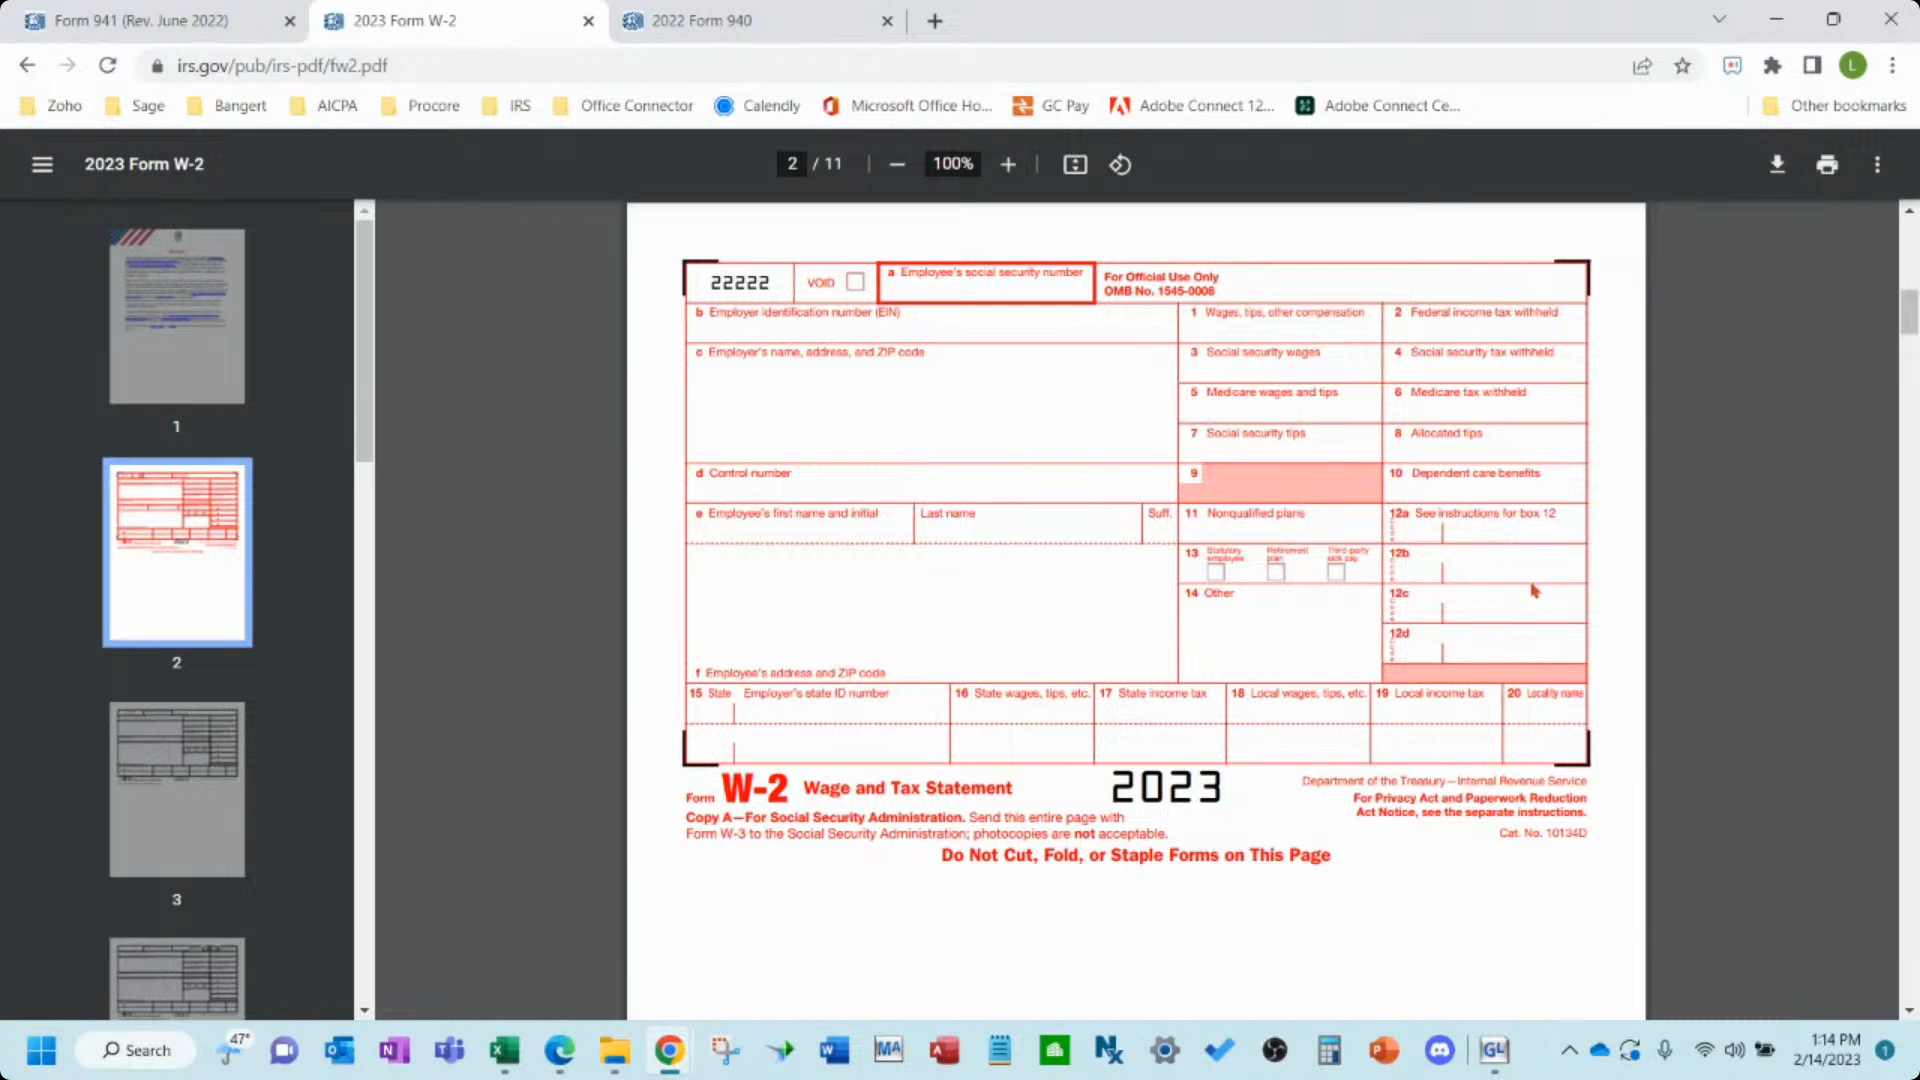 Form 941 (Rev. June 2022)
2023 Form W-2
2022 Form 940
irs.gov/pub/irs-pdf/fw2.pdf
L
Zoho
Sage
Bangert
AICPA
Procore
IRS
Office Connector
Calendly
Microsoft Office Ho...
GC Pay
Adobe Connect 12...
Adobe Connect Ce...
Other bookmarks
2023 Form W-2
2 / 11
100%
1
2
3
22222
VOID
a Employee's social security number
For Official Use Only
OMB No. 1545-0008
b Employer identification number (EIN)
1 Wages, tips, other compensation
2 Federal income tax withheld
c Employer's name, address, and ZIP code
3 Social security wages
4 Social security tax withheld
5 Medicare wages and tips
6 Medicare tax withheld
7 Social security tips
8 Allocated tips
d Control number
9
10 Dependent care benefits
e Employee's first name and initial
Last name
Suff.
11 Nonqualified plans
12a See instructions for box 12
13
Statutory
employee
Retirement
plan
Third-party
sick pay
12b
14 Other
12c
12d
f Employee's address and ZIP code
15 State
Employer's state ID number
16 State wages, tips, etc.
17 State income tax
18 Local wages, tips, etc.
19 Local income tax
20 Locality name
Form W-2 Wage and Tax Statement
2023
Department of the Treasury—Internal Revenue Service
For Privacy Act and Paperwork Reduction
Act Notice, see the separate instructions.
Copy A—For Social Security Administration. Send this entire page with
Form W-3 to the Social Security Administration; photocopies are not acceptable.
Cat. No. 10134D
Do Not Cut, Fold, or Staple Forms on This Page
Search
47°
MA
GL
1:14 PM
2/14/2023
1